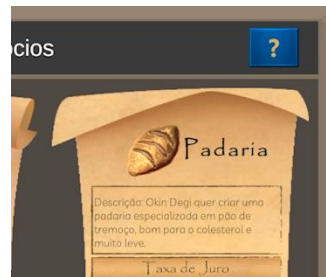 ocios
?
Padaria
Descrição: Okin Degi quer criar uma
padaria especializada em pão de
tremoço, bom para o colesterol e
muito leve.
Taxa de Juro